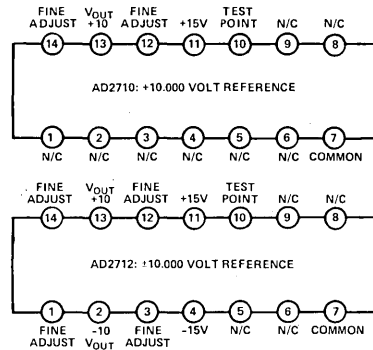 FINE ADJUST VOUT +10 FINE ADJUST +15V TEST POINT N/C N/C
14 13 12 11 10 9 8
AD2710: +10.000 VOLT REFERENCE
1 2 3 4 5 6 7
N/C N/C N/C N/C N/C N/C COMMON
FINE ADJUST VOUT +10 FINE ADJUST +15V TEST POINT N/C N/C
14 13 12 11 10 9 8
AD2712: ±10.000 VOLT REFERENCE
1 2 3 4 5 6 7
FINE ADJUST -10 VOUT FINE ADJUST -15V N/C N/C COMMON